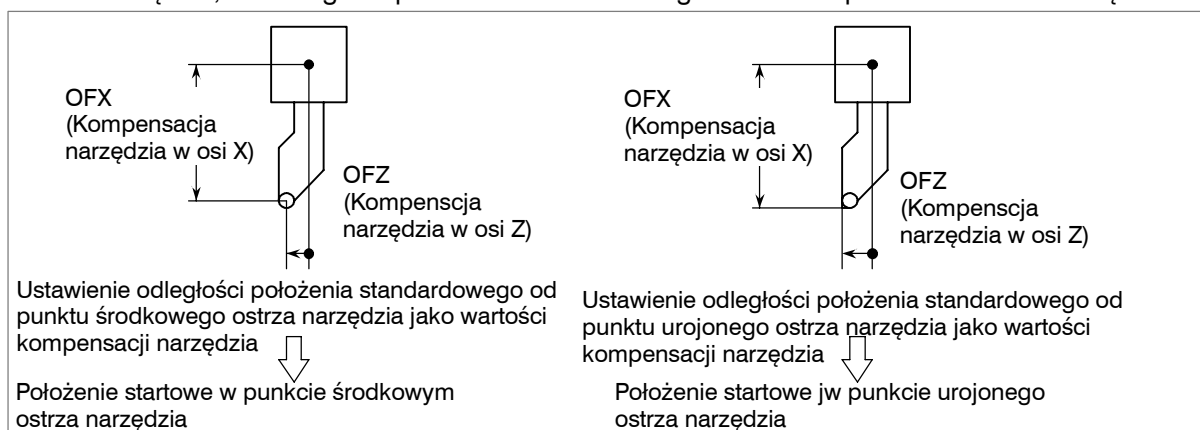 OFX
(Kompensacja
narzędzia w osi X)
OFZ
(Kompenscja
narzędzia w osi Z)
Ustawienie odległości położenia standardowego od
punktu środkowego ostrza narzędzia jako wartości
kompensacji narzędzia
Położenie startowe w punkcie środkowym
ostrza narzędzia
OFX
(Kompensacja
narzędzia w osi X)
OFZ
(Kompenscja
narzędzia w osi Z)
Ustawienie odległości położenia standardowego od
punktu urojonego ostrza narzędzia jako wartości
kompensacji narzędzia
Położenie startowe jw punkcie urojonego
ostrza narzędzia